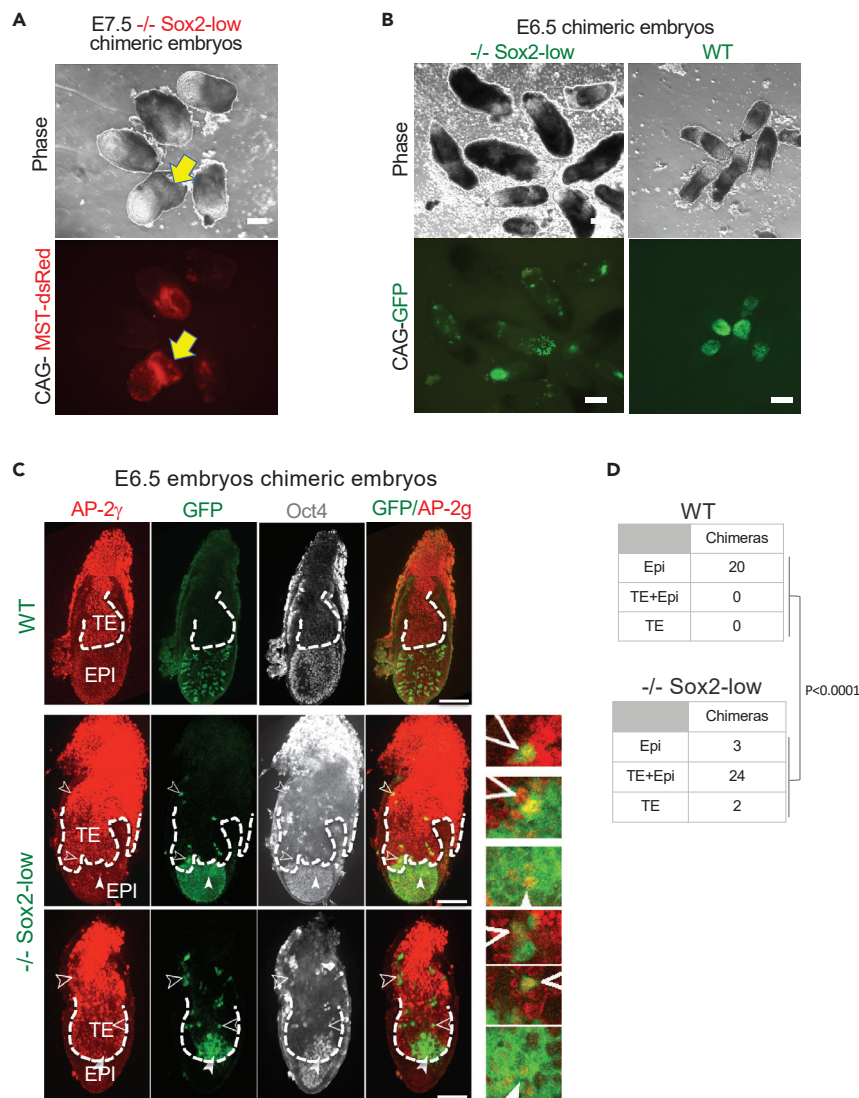 A
E7.5 -/- Sox2-low
chimeric embryos
Phase
CAG- MST-dsRed
B
E6.5 chimeric embryos
-/- Sox2-low WT
Phase
CAG-GFP
C
E6.5 embryos chimeric embryos
AP-2γ GFP Oct4 GFP/AP-2g
WT
TE
EPI
-/- Sox2-low
TE
EPI
TE
EPI
D
WT
Chimeras
Epi 20
TE+Epi 0
TE 0
P<0.0001
-/- Sox2-low
Chimeras
Epi 3
TE+Epi 24
TE 2